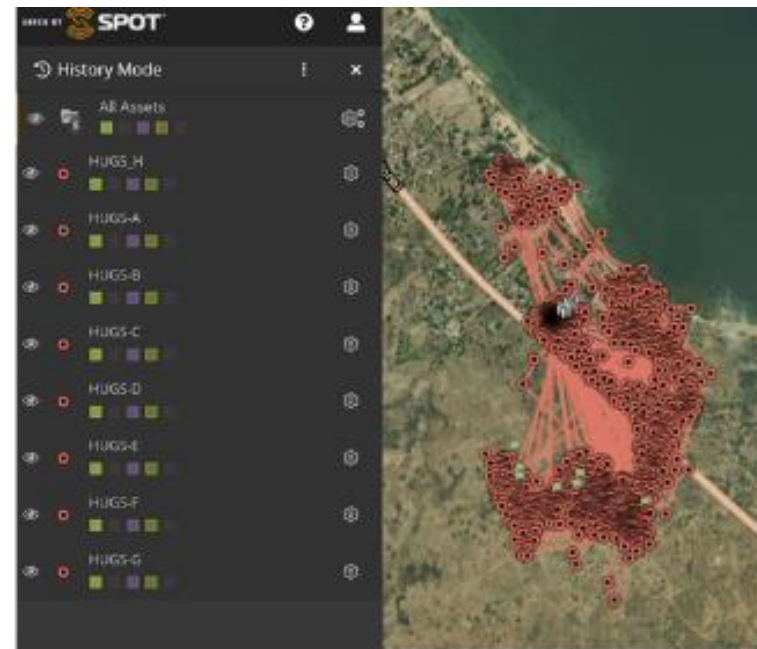 SPOT
?
History Mode
All Assets
HUGS_H
HUGS-A
HUGS-B
HUGS-C
HUGS-D
HUGS-E
HUGS-F
HUGS-G